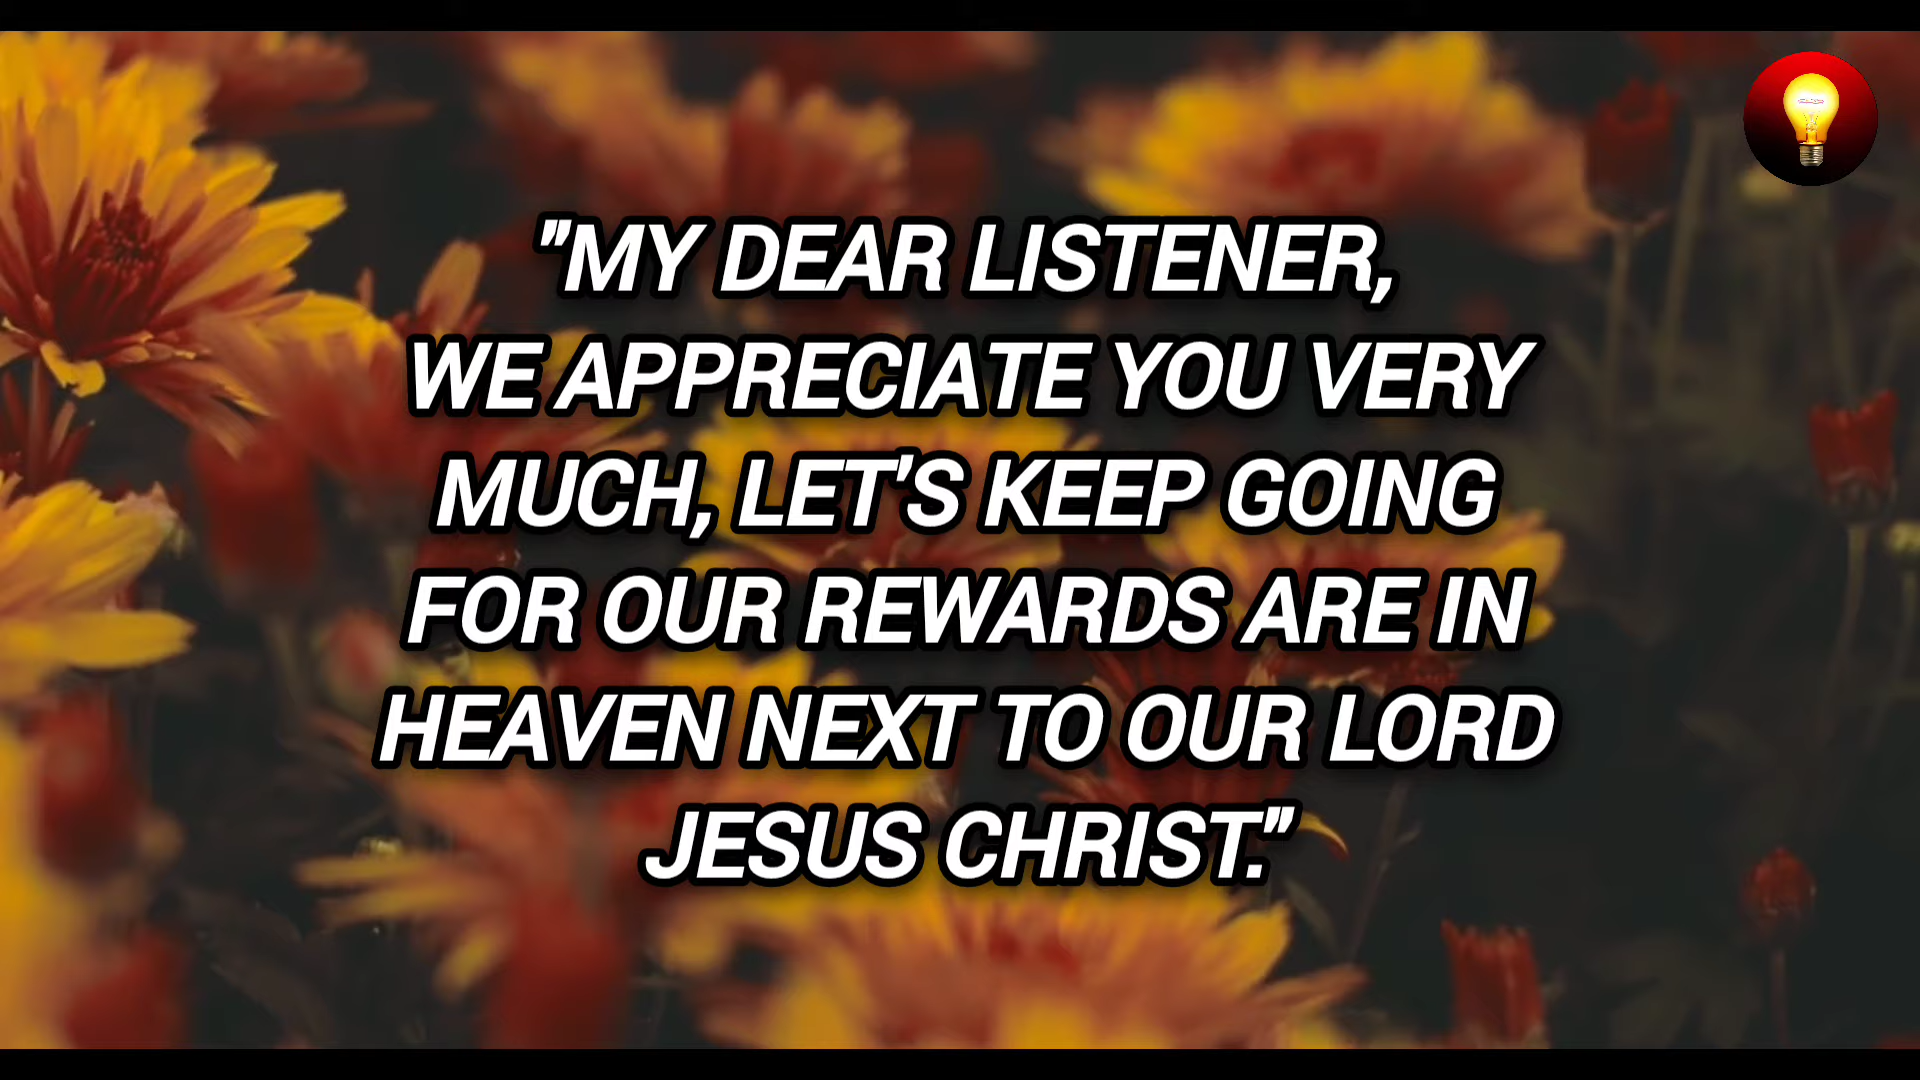 "MY DEAR LISTENER,
WE APPRECIATE YOU VERY
MUCH, LET'S KEEP GOING
FOR OUR REWARDS ARE IN
HEAVEN NEXT TO OUR LORD
JESUS CHRIST."